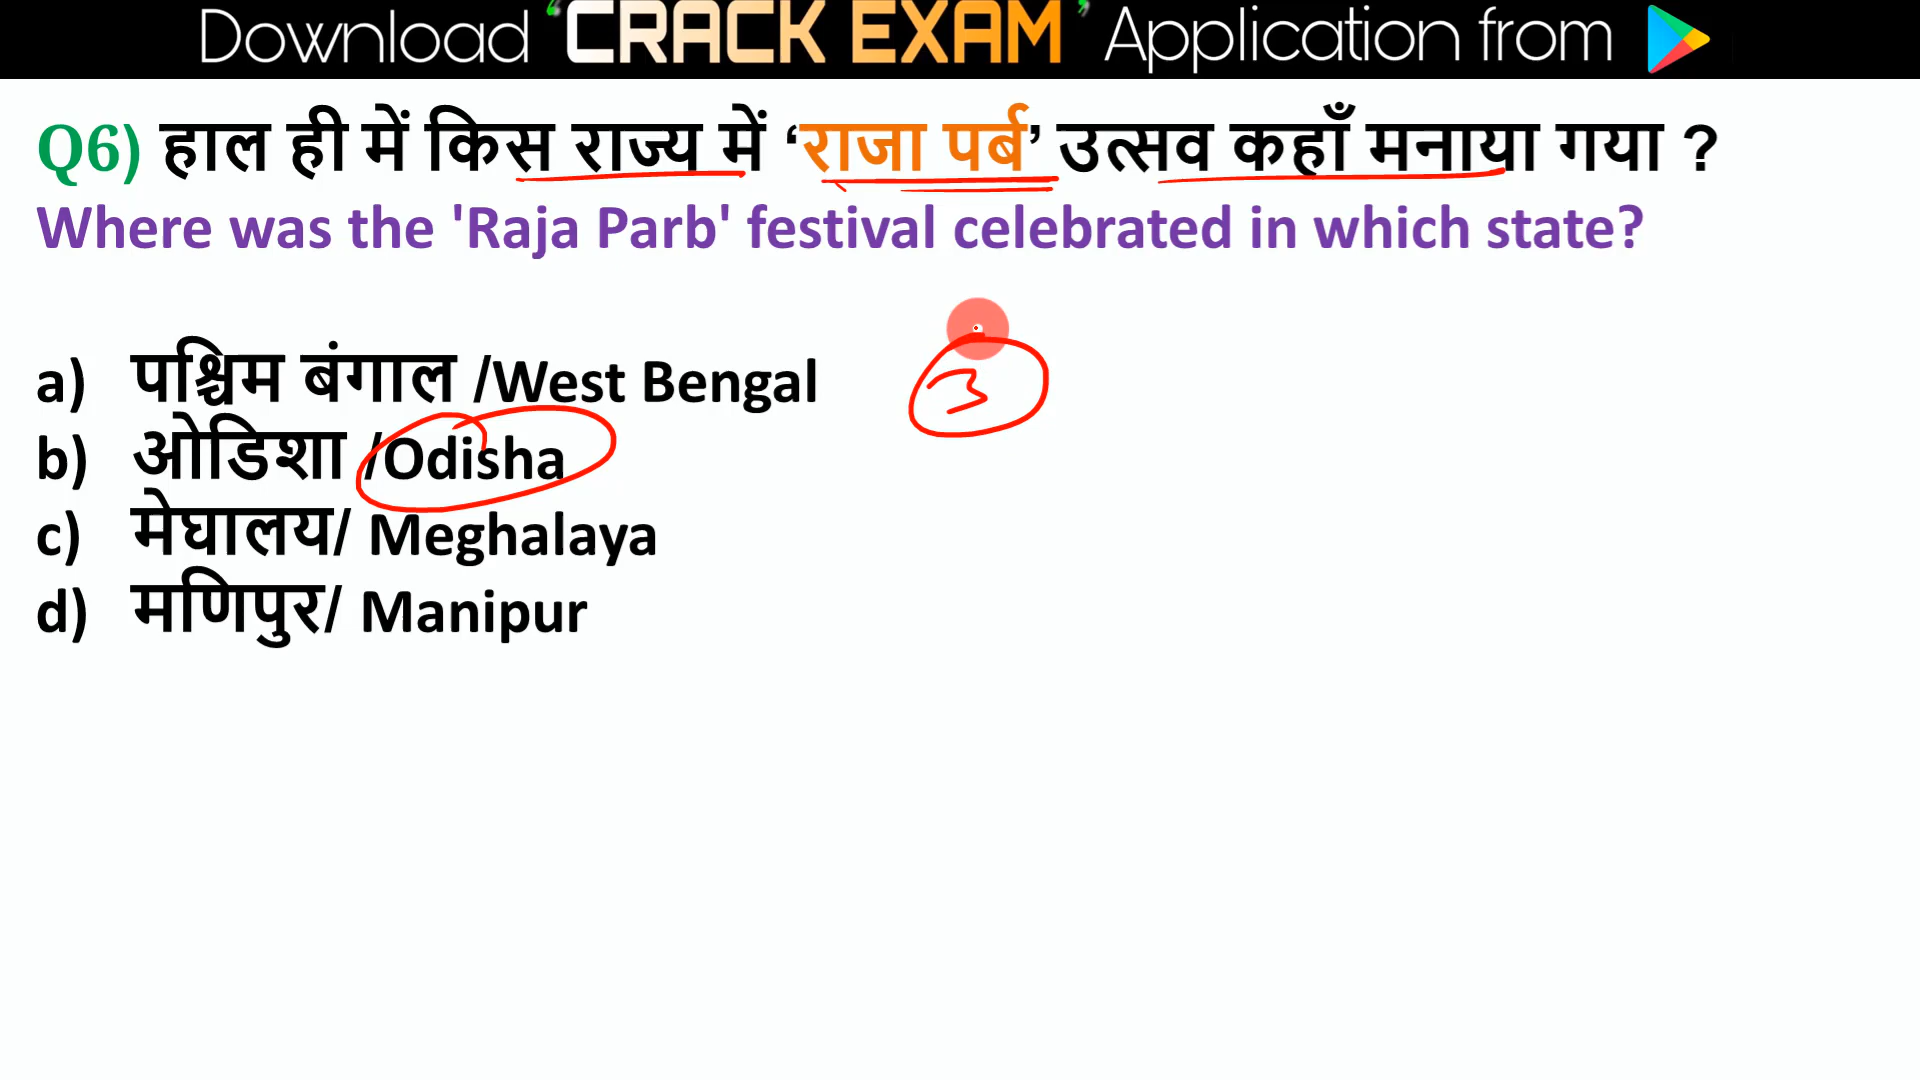 Download 'CRACK EXAM' Application from
Q6) हाल ही में किस राज्य में ‘राजा पर्ब’ उत्सव कहाँ मनाया गया ?
Where was the 'Raja Parb' festival celebrated in which state?
a) पश्चिम बंगाल /West Bengal
3
b) ओडिशा /Odisha
c) मेघालय/ Meghalaya
d) मणिपुर/ Manipur